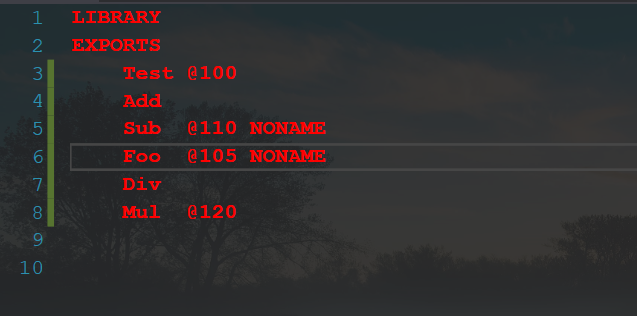 1 LIBRARY
2 EXPORTS
3 Test @100
4 Add
5 Sub @110 NONAME
6 Foo @105 NONAME
7 Div
8 Mul @120
9
10